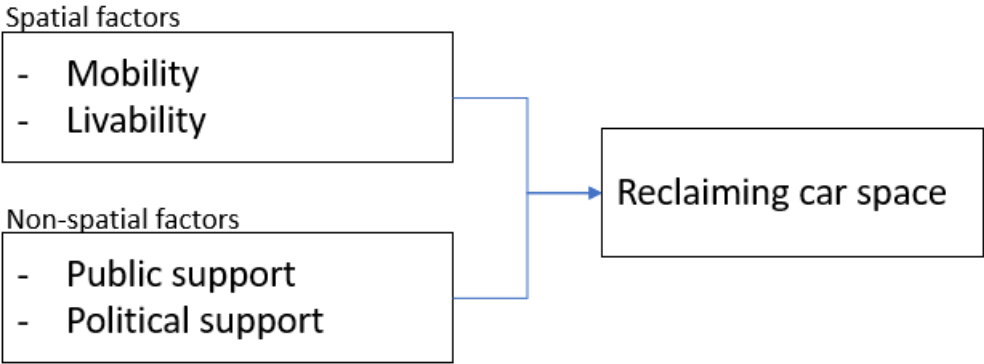 Spatial factors
- Mobility
- Livability
Non-spatial factors
- Public support
- Political support
Reclaiming car space